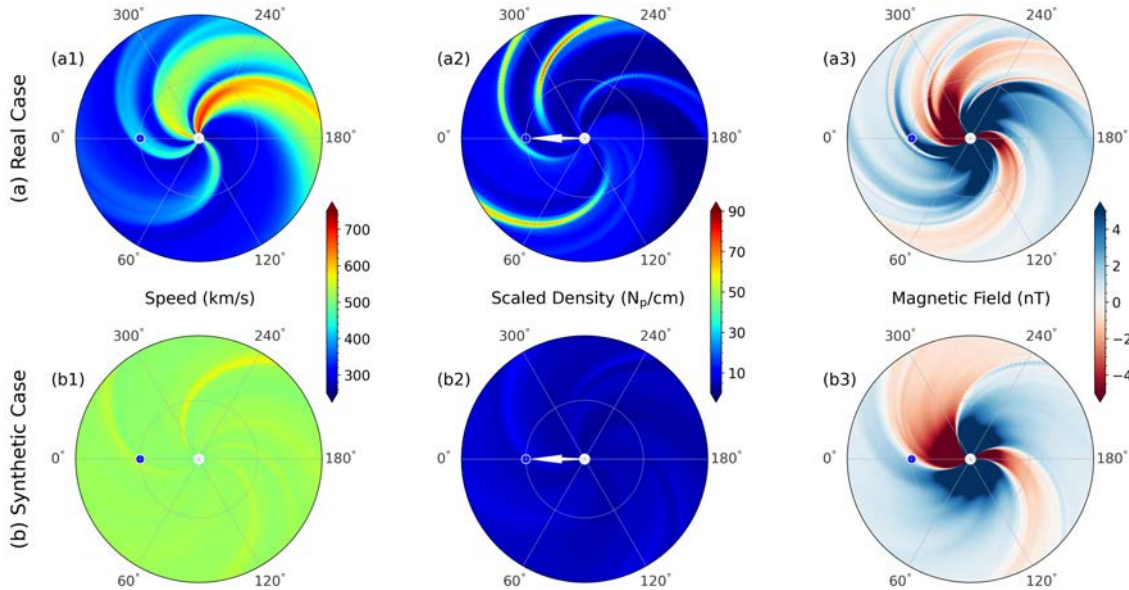 300° 240° 300° 240° 300° 240°
(a1) (a2) (a3)
(a) Real Case
0° 180° 0° 180° 0° 180°
60° 120° 60° 120° 60° 120°
700
600
500
400
300
90
70
50
30
10
4
2
0
−2
−4
Speed (km/s) Scaled Density (Np/cm) Magnetic Field (nT)
300° 240° 300° 240° 300° 240°
(b1) (b2) (b3)
(b) Synthetic Case
0° 180° 0° 180° 0° 180°
60° 120° 60° 120° 60° 120°